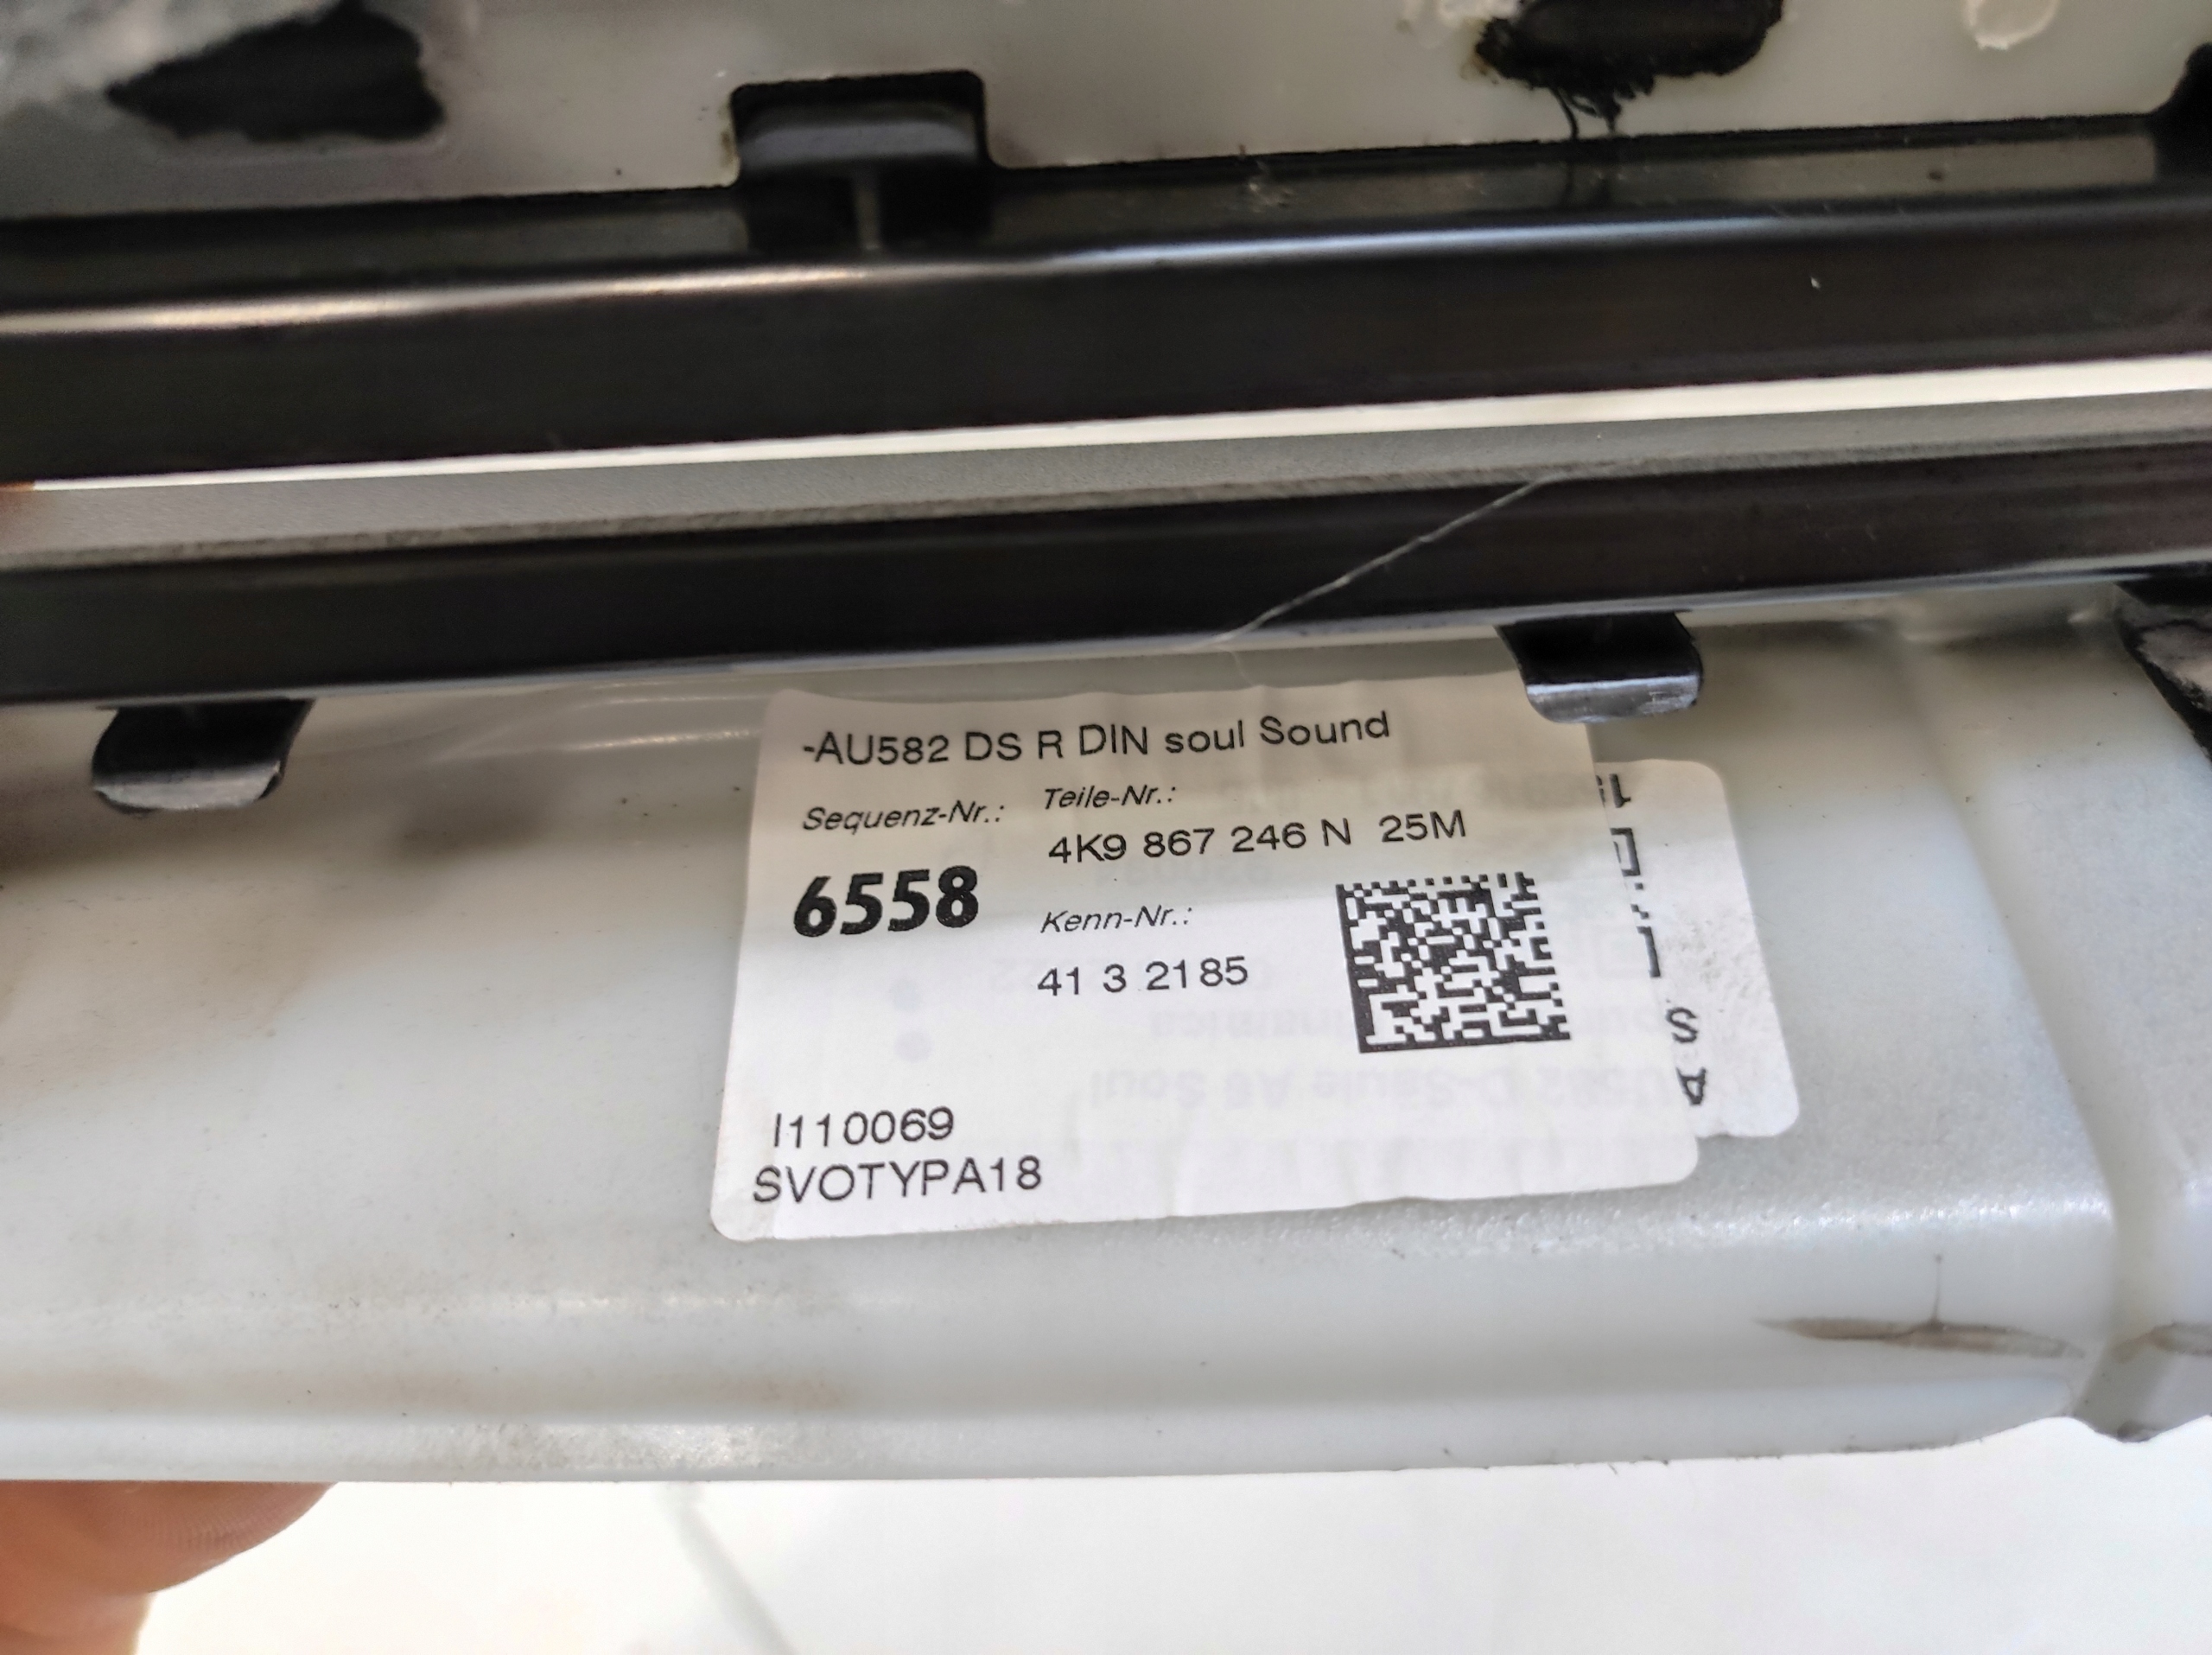 -AU582 DS R DIN soul Sound
Sequenz-Nr.: Teile-Nr.:
4K9 867 246 N 25M
6558
Kenn-Nr.:
41 3 2185
I110069
SVOTYPA18
S
A